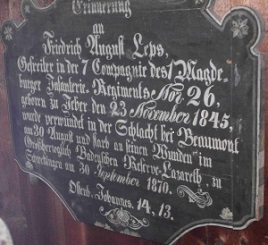 Erinnerung
an
Friedrich August Leps,
Gefreiter in der 7 Compagnie des 1 Magde-
burger Infanterie-Regiments No: 26,
geboren zu Jeber den 23 November 1845,
wurde verwundet in der Schlacht bei Beaumont
am 30 August und starb an seinen Wunden im
Großherzoglich Badischen Reserve-Lazareth zu
Schwetzingen am 30 September 1870.
Offenb. Johannes. 14, 13.